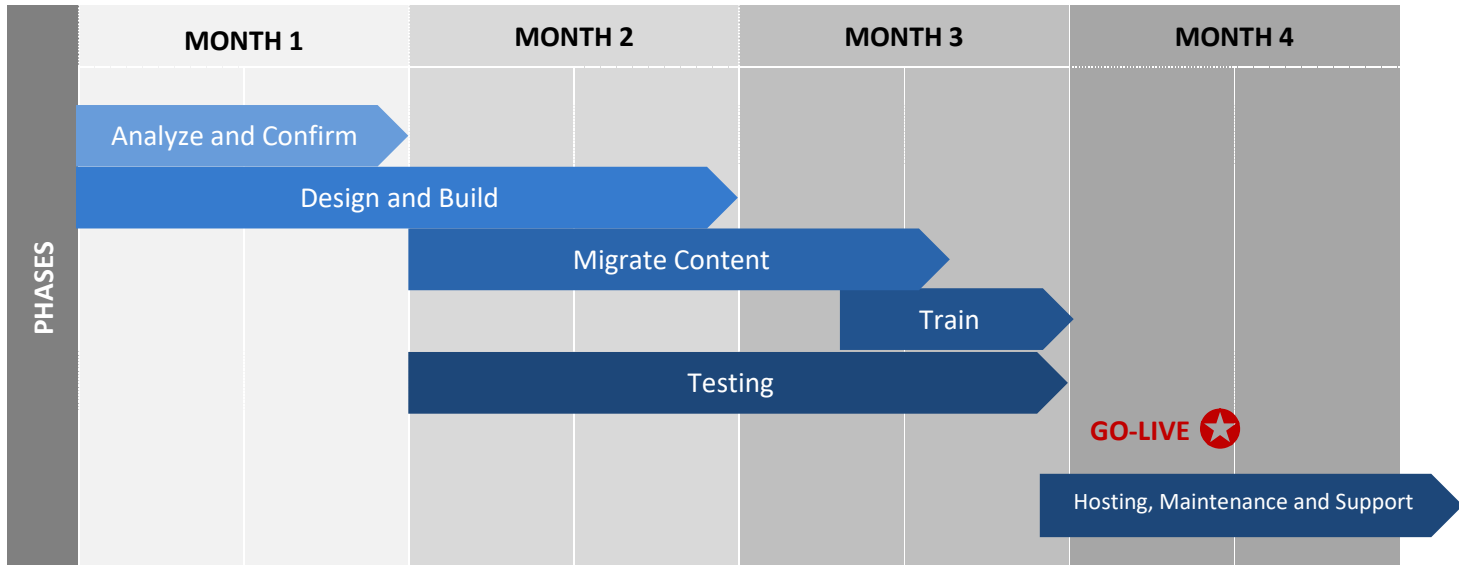 MONTH 1
MONTH 2
MONTH 3
MONTH 4
PHASES
Analyze and Confirm
Design and Build
Migrate Content
Train
Testing
GO-LIVE
Hosting, Maintenance and Support